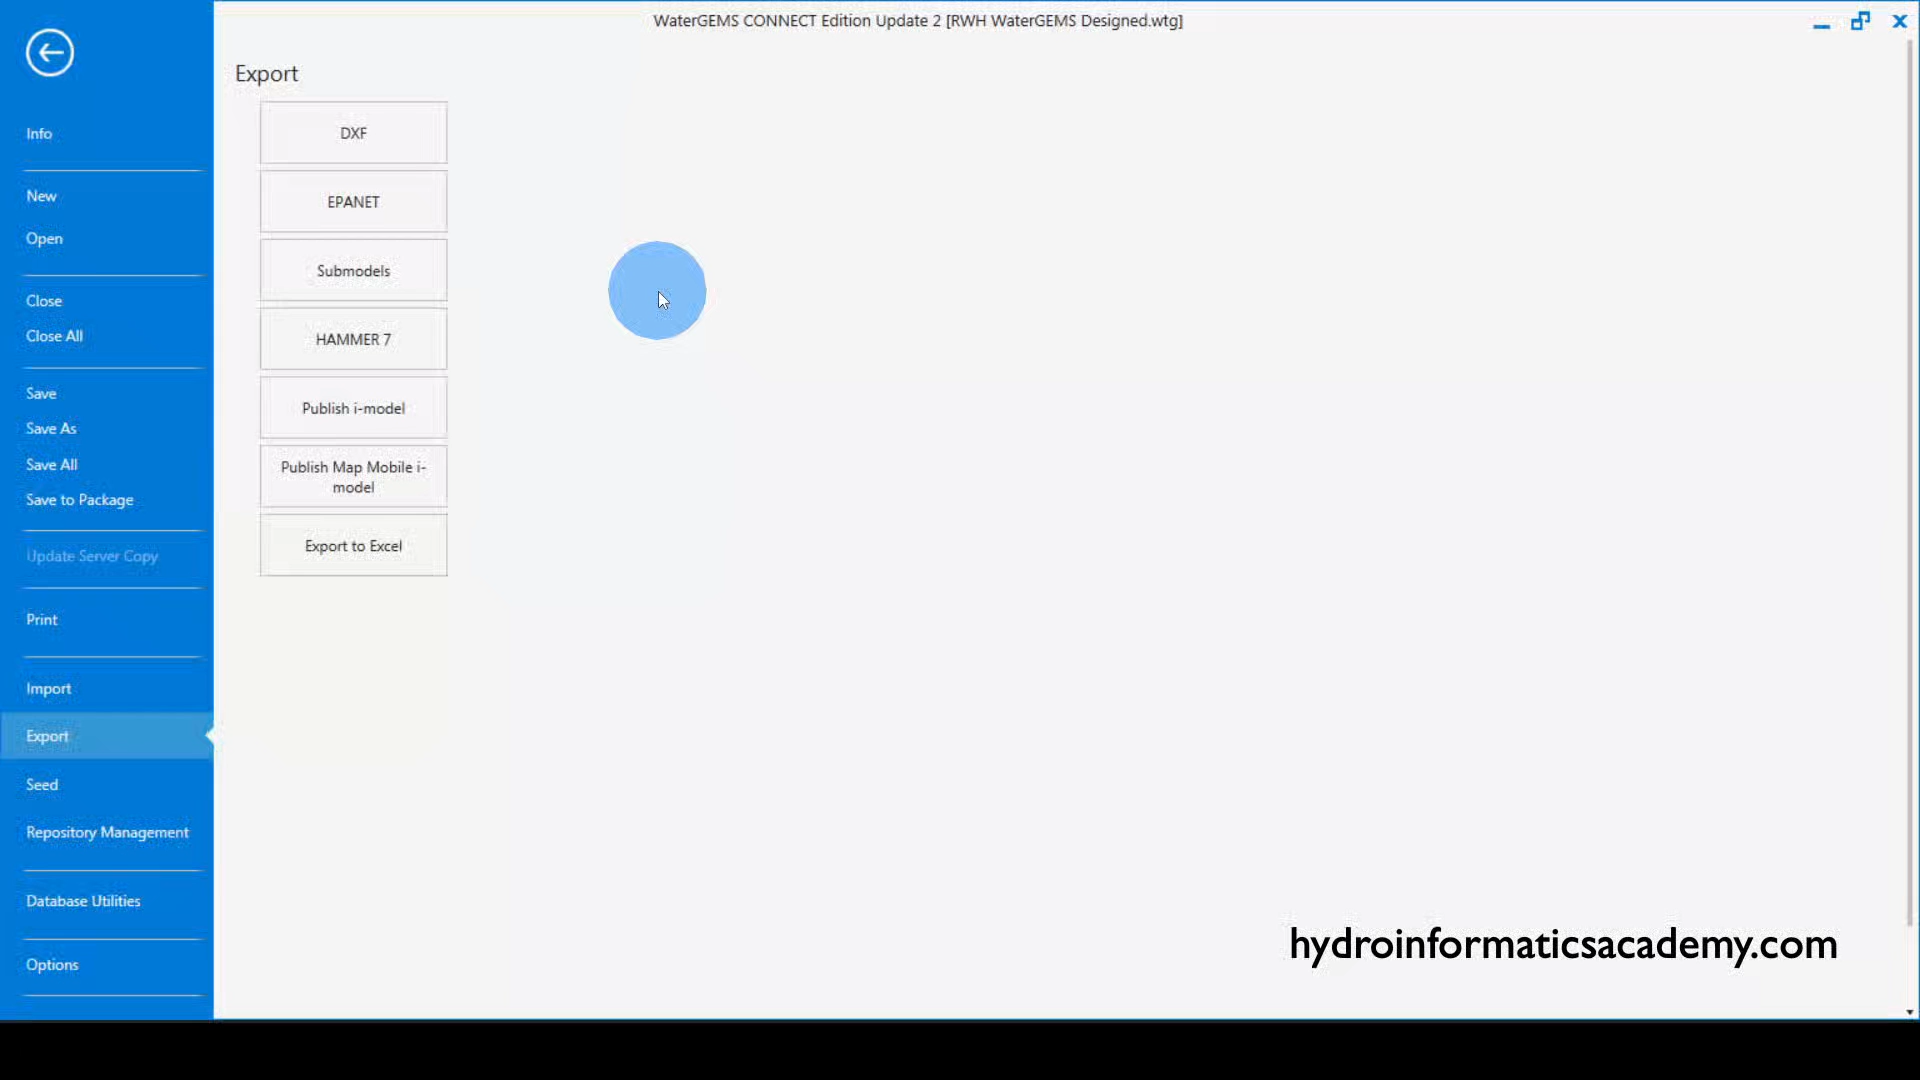 WaterGEMS CONNECT Edition Update 2 [RWH WaterGEMS Designed.wtg]
Info
New
Open
Close
Close All
Save
Save As
Save All
Save to Package
Update Server Copy
Print
Import
Export
Seed
Repository Management
Database Utilities
Options
Export
DXF
EPANET
Submodels
HAMMER 7
Publish i-model
Publish Map Mobile i-
model
Export to Excel
hydroinformaticsacademy.com